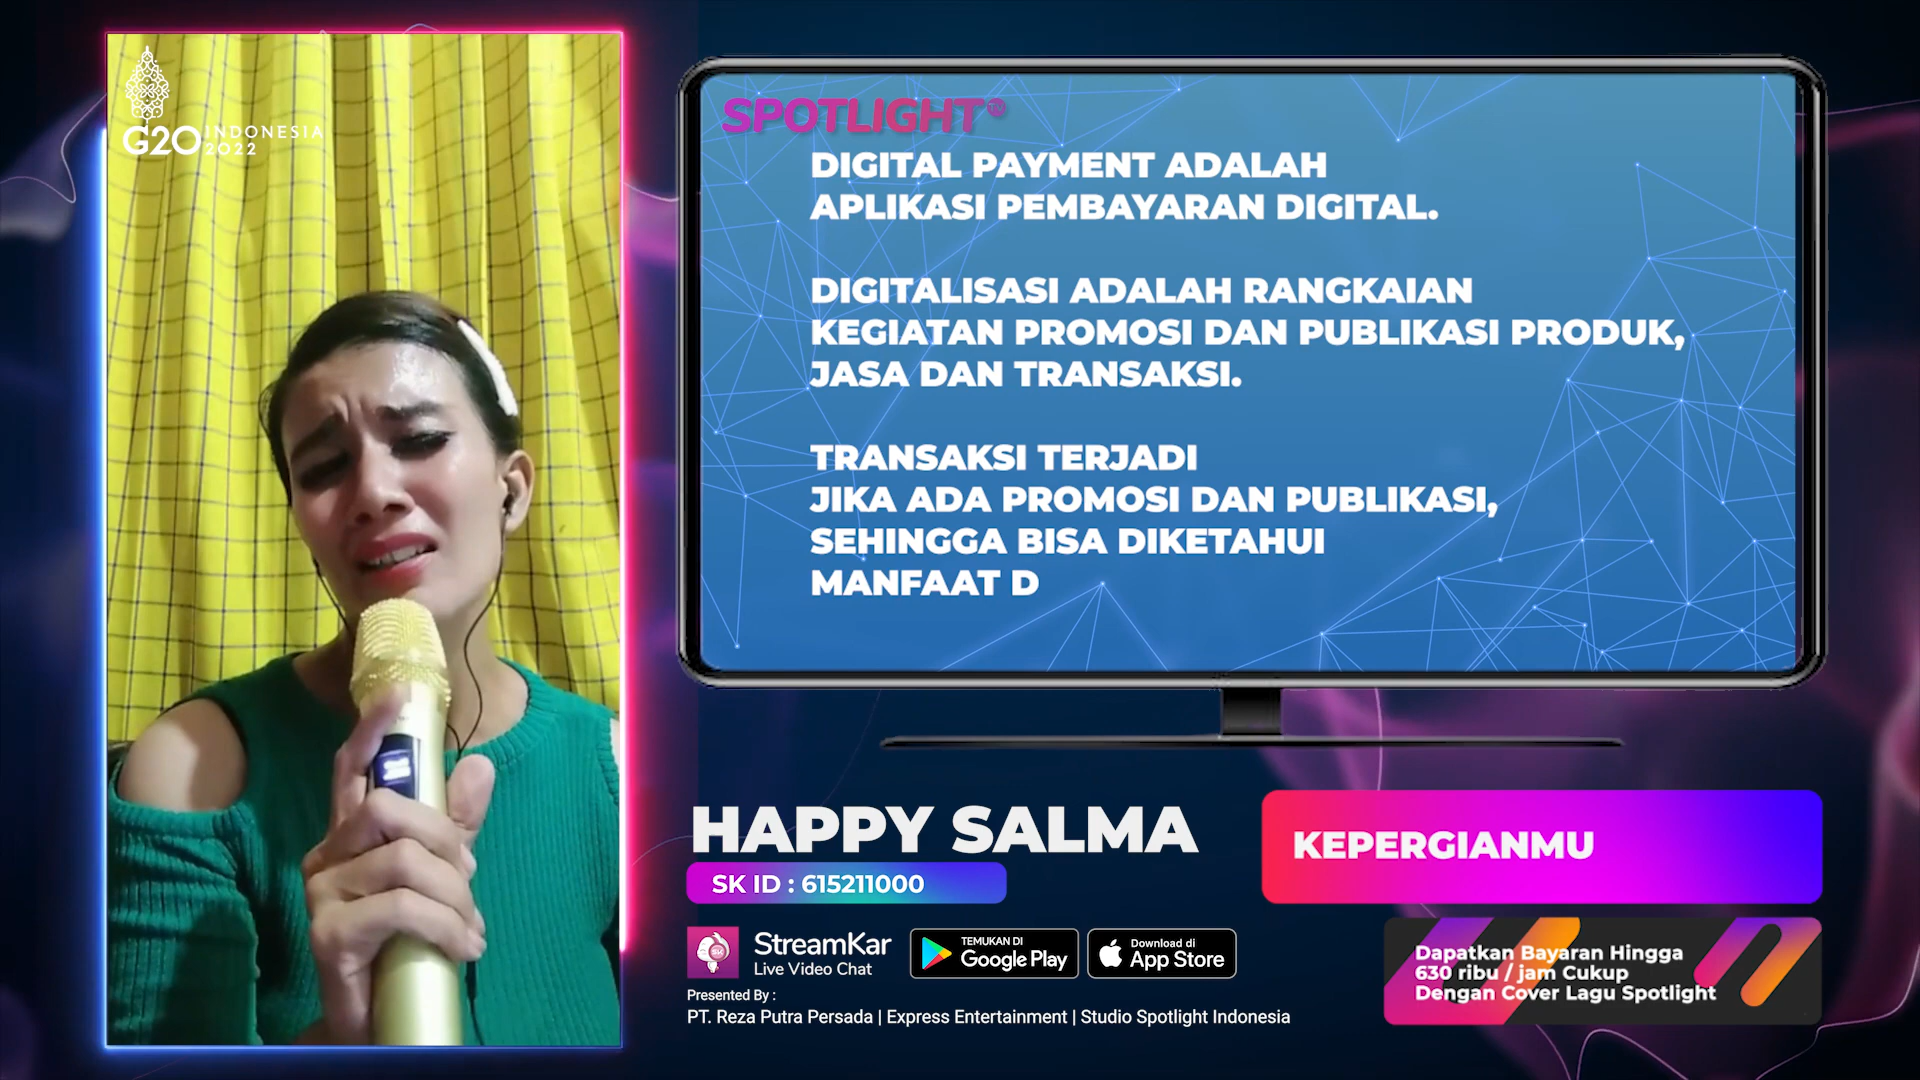 G20 INDONESIA
2022
SPOTLIGHT TV
DIGITAL PAYMENT ADALAH
APLIKASI PEMBAYARAN DIGITAL.
DIGITALISASI ADALAH RANGKAIAN
KEGIATAN PROMOSI DAN PUBLIKASI PRODUK,
JASA DAN TRANSAKSI.
TRANSAKSI TERJADI
JIKA ADA PROMOSI DAN PUBLIKASI,
SEHINGGA BISA DIKETAHUI
MANFAAT D
HAPPY SALMA
SK ID : 615211000
KEPERGIANMU
SK
StreamKar
Live Video Chat
TEMUKAN DI
Google Play
Download di
App Store
Presented By :
PT. Reza Putra Persada | Express Entertainment | Studio Spotlight Indonesia
Dapatkan Bayaran Hingga
630 ribu / jam Cukup
Dengan Cover Lagu Spotlight